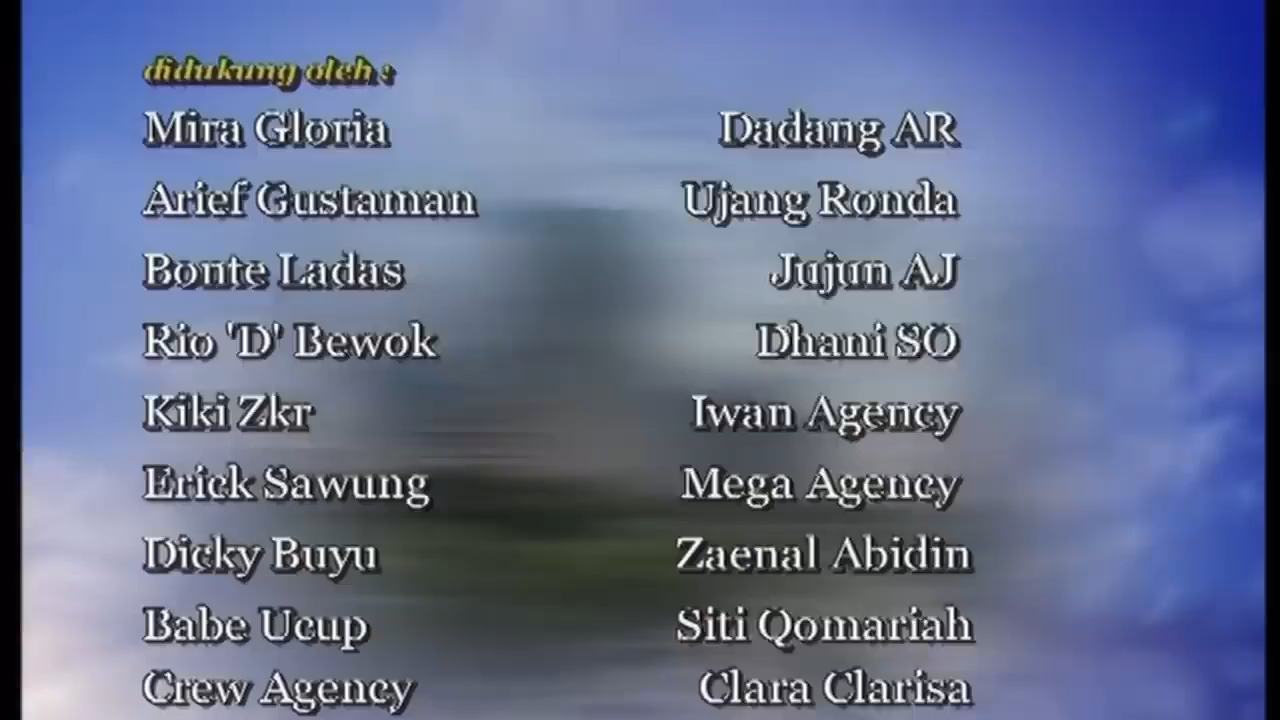 didukung oleh :
Mira Gloria Dadang AR
Arief Gustaman Ujang Ronda
Bonte Ladas Jujun AJ
Rio 'D' Bewok Dhani SO
Kiki Zkr Iwan Agency
Erick Sawung Mega Agency
Dicky Buyu Zaenal Abidin
Babe Ucup Siti Qomariah
Crew Agency Clara Clarisa